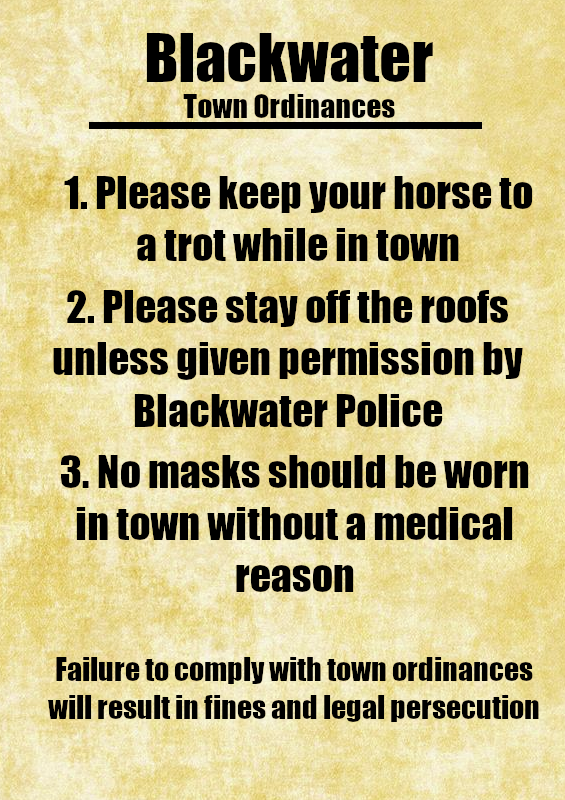 Blackwater
Town Ordinances
1. Please keep your horse to
a trot while in town
2. Please stay off the roofs
unless given permission by
Blackwater Police
3. No masks should be worn
in town without a medical
reason
Failure to comply with town ordinances
will result in fines and legal persecution